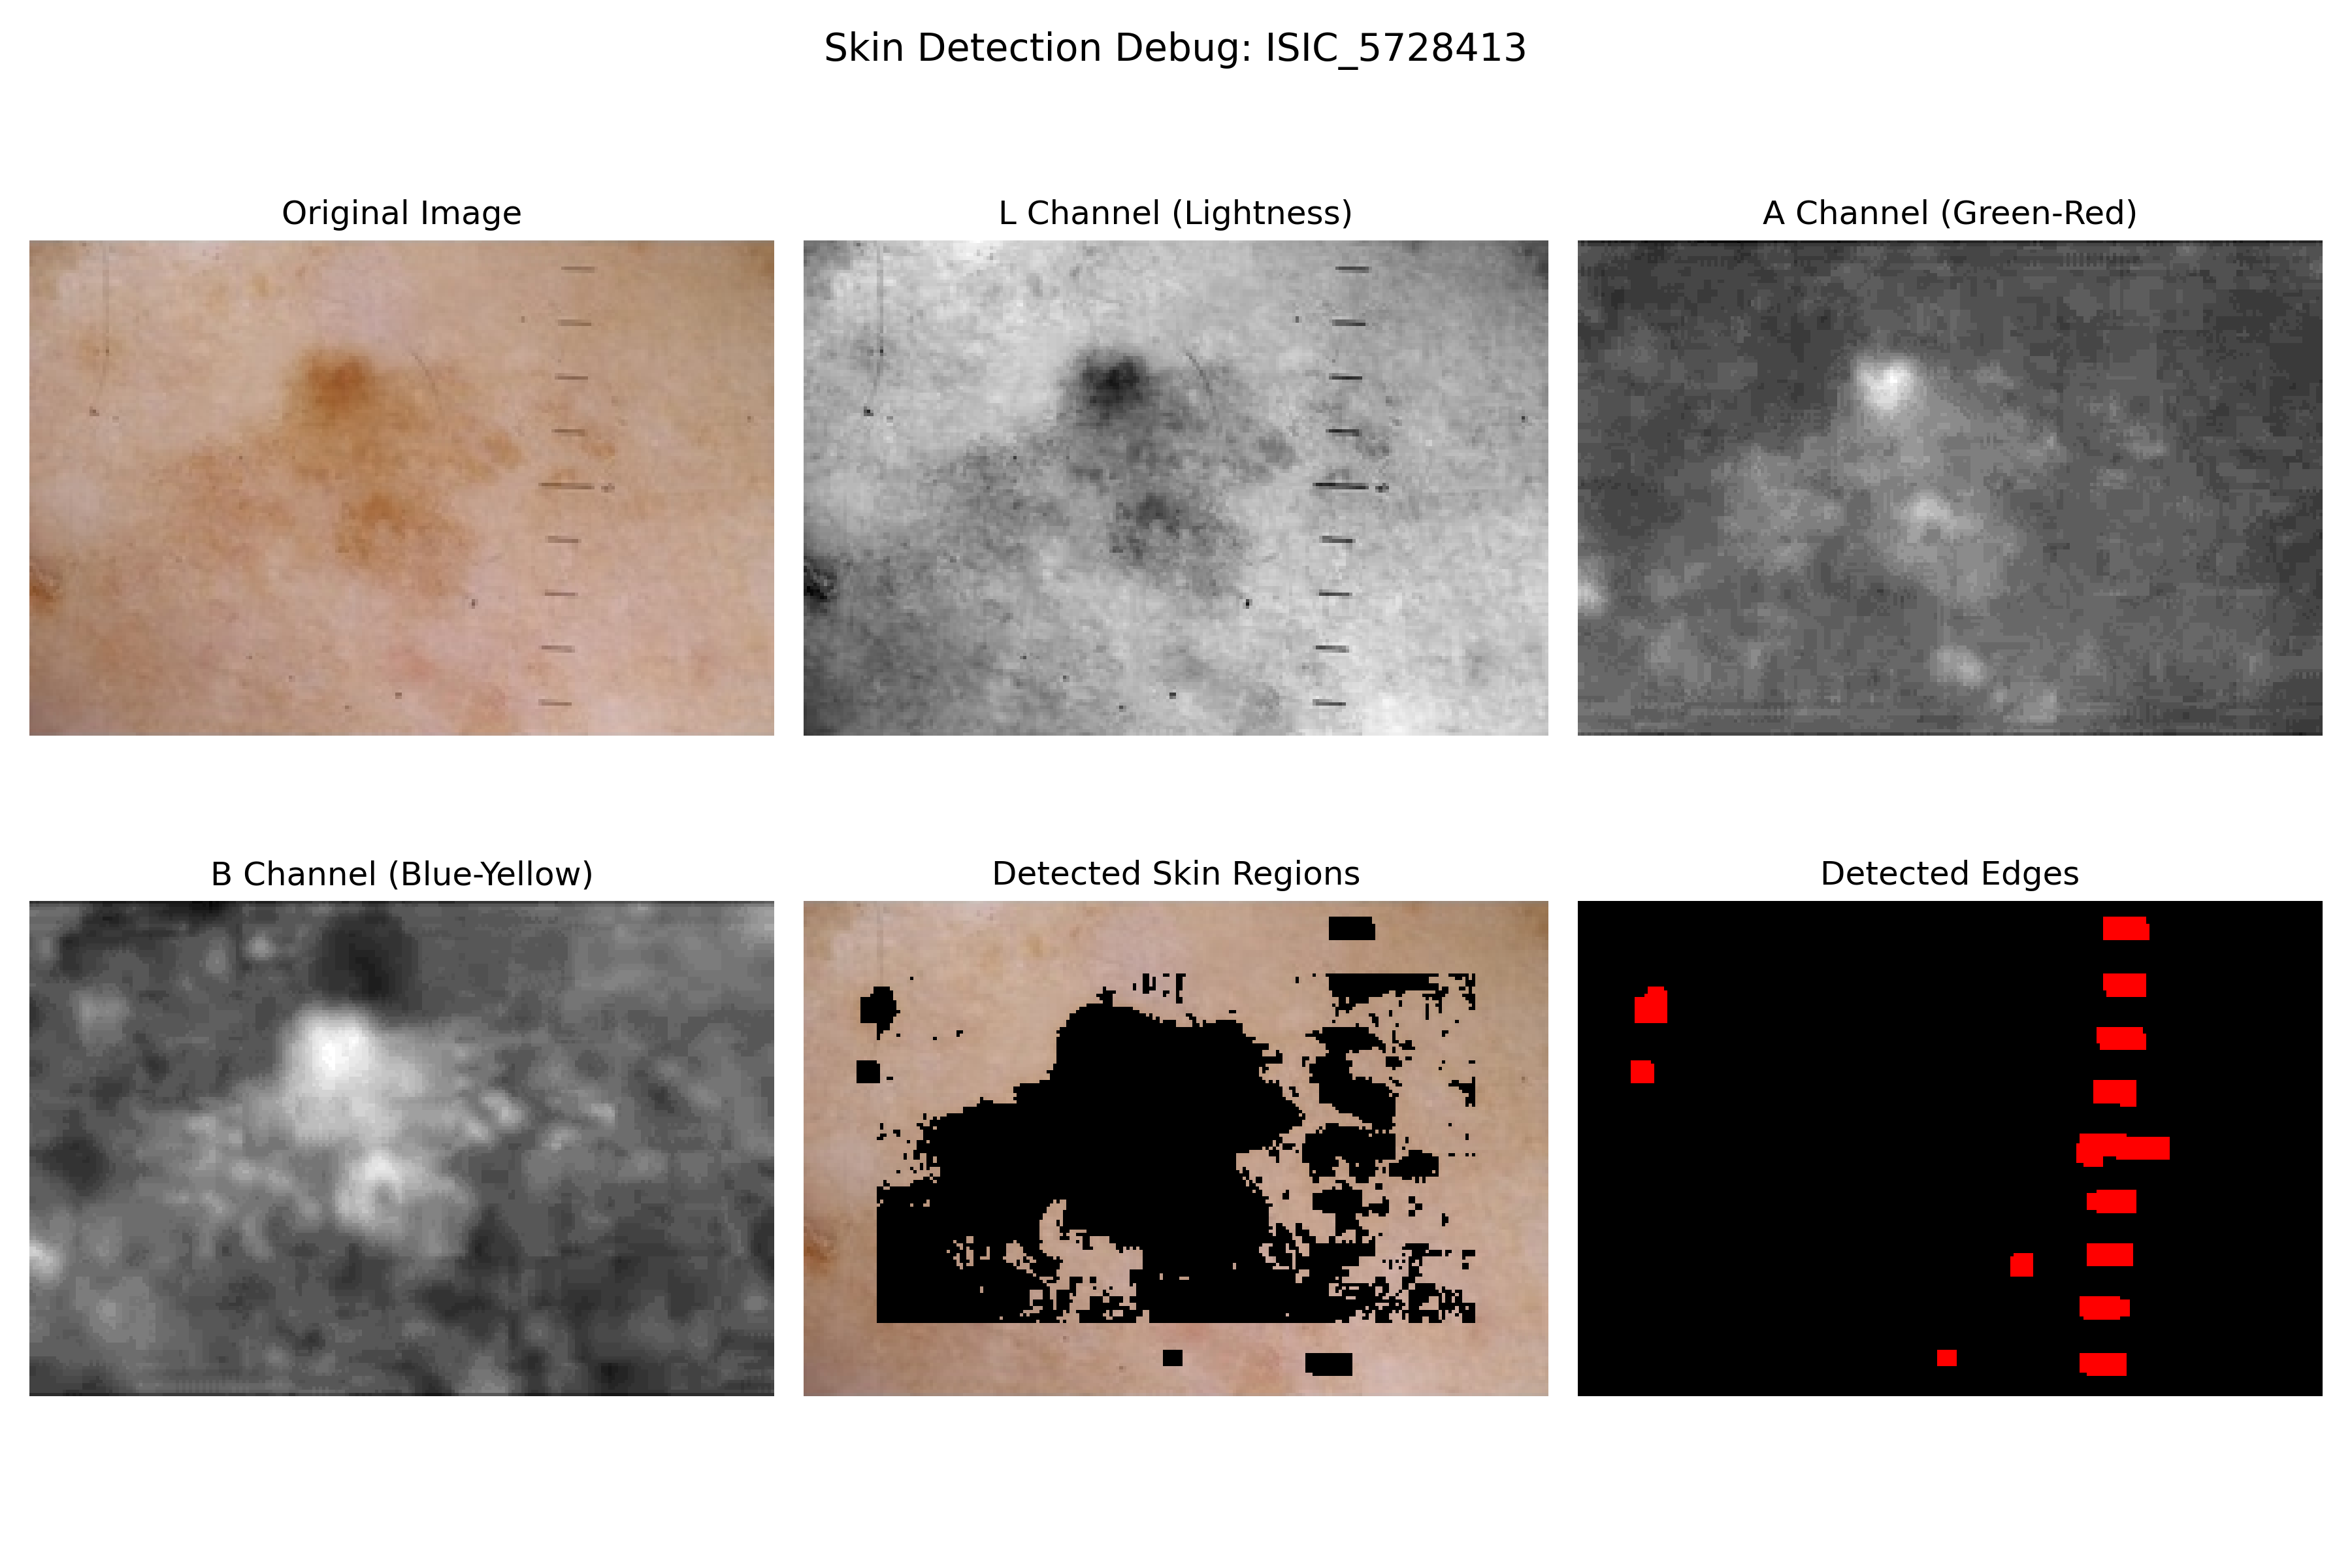 Skin Detection Debug: ISIC_5728413
Original Image
L Channel (Lightness)
A Channel (Green-Red)
B Channel (Blue-Yellow)
Detected Skin Regions
Detected Edges